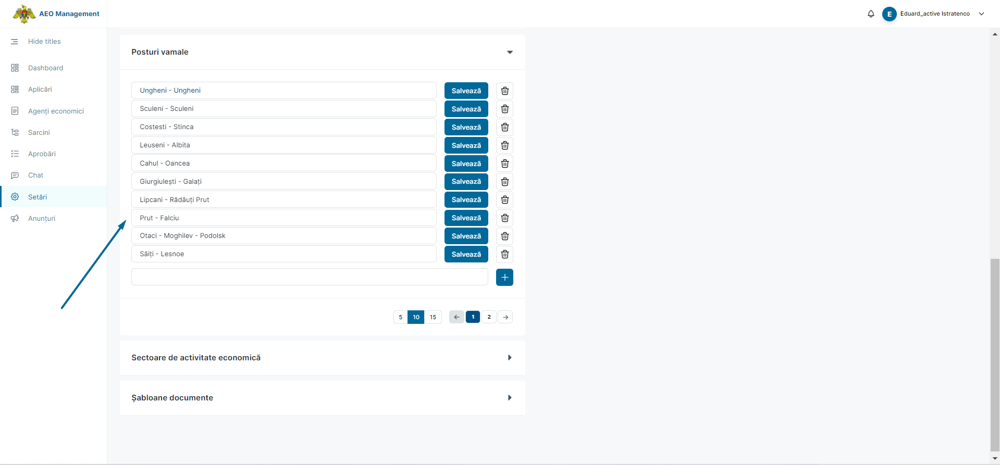 AEO Management
E
Eduard_active Istratenco
Hide titles
Dashboard
Aplicări
Agenți economici
Sarcini
Aprobări
Chat
Setări
Anunțuri
Posturi vamale
Ungheni - Ungheni
Salvează
Sculeni - Sculeni
Salvează
Costesti - Stinca
Salvează
Leuseni - Albita
Salvează
Cahul - Oancea
Salvează
Giurgiulești - Galați
Salvează
Lipcani - Rădăuți Prut
Salvează
Prut - Falciu
Salvează
Otaci - Moghilev - Podolsk
Salvează
Săiți - Lesnoe
Salvează
5 10 15
1 2
Sectoare de activitate economică
Șabloane documente